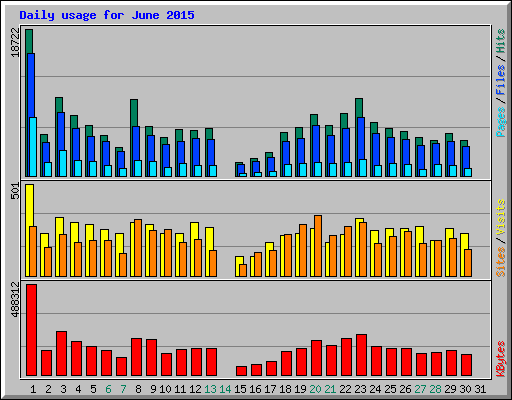 Daily usage for June 2015
18722
Pages / Files / Hits
501
Sites / Visits
488312
KBytes
1 2 3 4 5 6 7 8 9 10 11 12 13 14 15 16 17 18 19 20 21 22 23 24 25 26 27 28 29 30 31